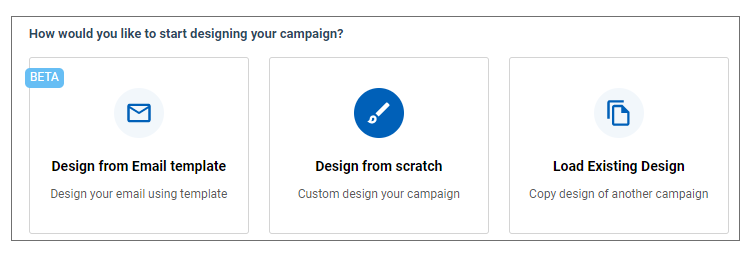 How would you like to start designing your campaign?
BETA
Design from Email template
Design your email using template
Design from scratch
Custom design your campaign
Load Existing Design
Copy design of another campaign